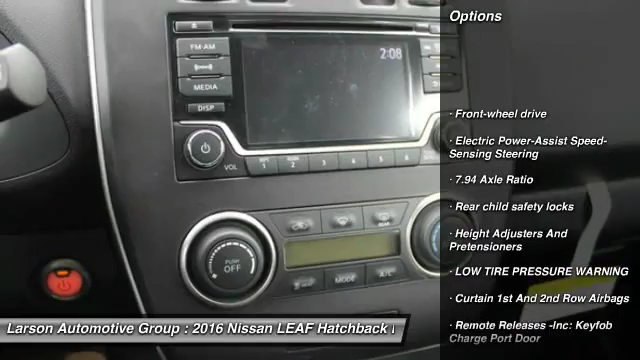 Options
FM·AM
MEDIA
DISP
VOL
2:08
1
2
3
4
5
6
PUSH
OFF
MODE
A/C
· Front-wheel drive
· Electric Power-Assist Speed-
Sensing Steering
· 7.94 Axle Ratio
· Rear child safety locks
· Height Adjusters And
Pretensioners
· LOW TIRE PRESSURE WARNING
· Curtain 1st And 2nd Row Airbags
· Remote Releases -Inc: Keyfob
Charge Port Door
Larson Automotive Group : 2016 Nissan LEAF Hatchback